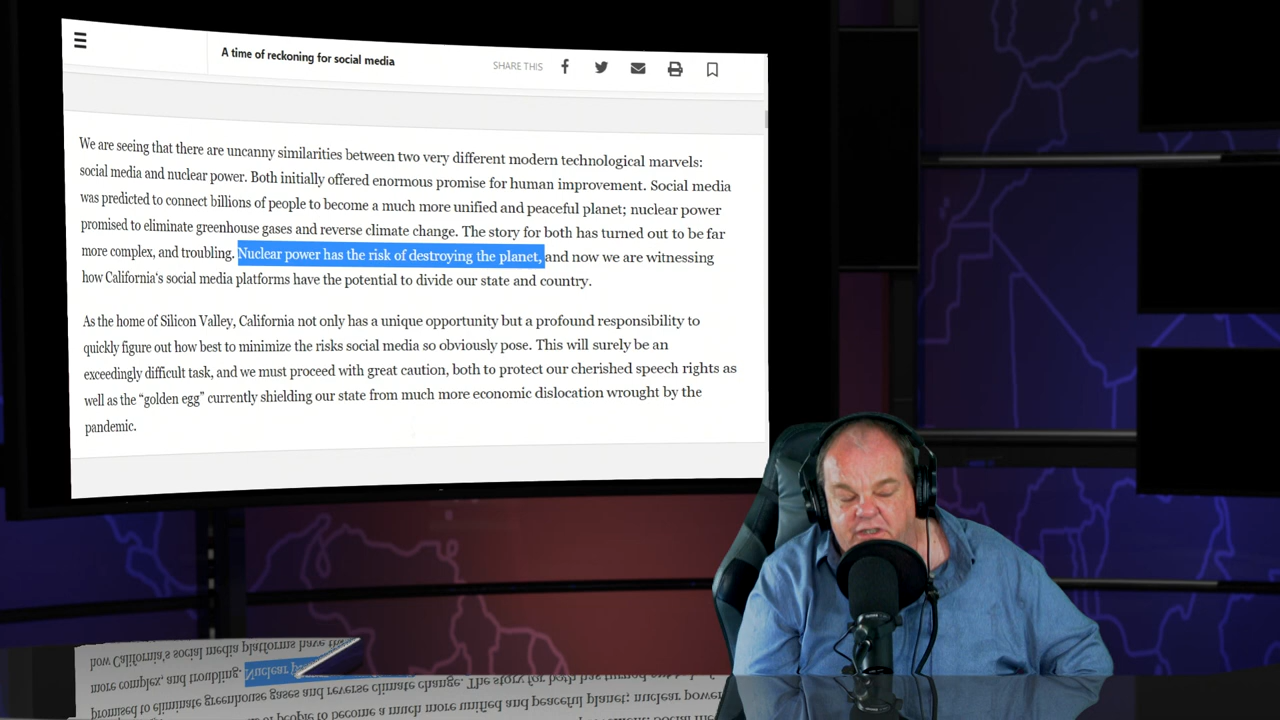 A time of reckoning for social media
SHARE THIS
We are seeing that there are uncanny similarities between two very different modern technological marvels:
social media and nuclear power. Both initially offered enormous promise for human improvement. Social media
was predicted to connect billions of people to become a much more unified and peaceful planet; nuclear power
promised to eliminate greenhouse gases and reverse climate change. The story for both has turned out to be far
more complex, and troubling. Nuclear power has the risk of destroying the planet, and now we are witnessing
how California's social media platforms have the potential to divide our state and country.
As the home of Silicon Valley, California not only has a unique opportunity but a profound responsibility to
quickly figure out how best to minimize the risks social media so obviously pose. This will surely be an
exceedingly difficult task, and we must proceed with great caution, both to protect our cherished speech rights as
well as the “golden egg” currently shielding our state from much more economic dislocation wrought by the
pandemic.